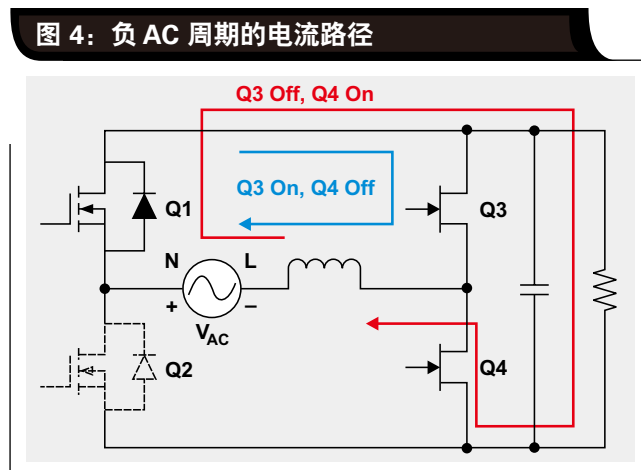 图 4：负 AC 周期的电流路径
Q3 Off, Q4 On
Q3 On, Q4 Off
Q1
Q3
N
L
+
–
VAC
Q2
Q4